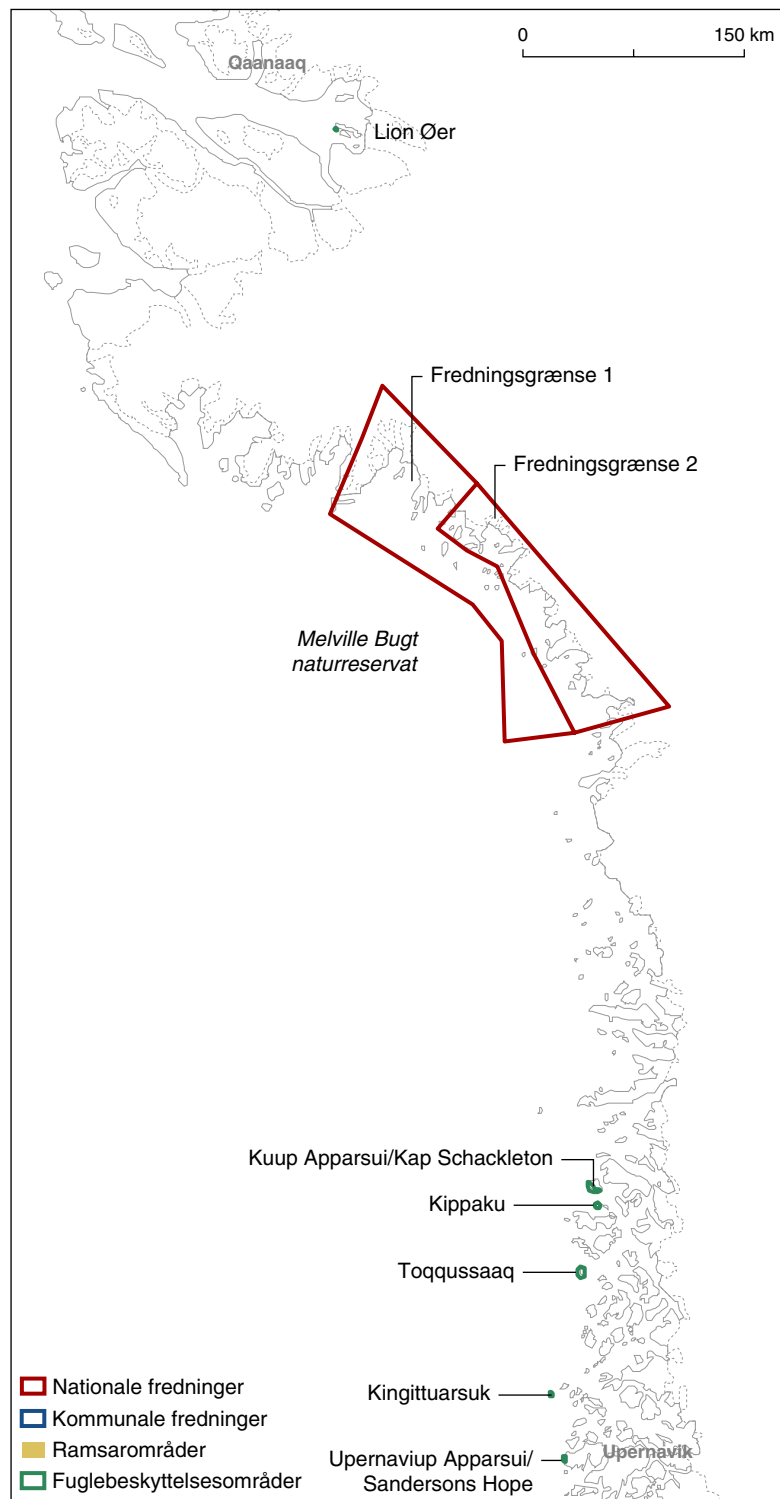 0 150 km
Qaanaaq
Lion Øer
Fredningsgrænse 1
Fredningsgrænse 2
Melville Bugt
naturreservat
Kuup Apparsui/Kap Schackleton
Kippaku
Toqqussaaq
Kingittuarsuk
Upernaviup Apparsui/
Sandersons Hope
Upernavik
Nationale fredninger
Kommunale fredninger
Ramsarområder
Fuglebeskyttelsesområder